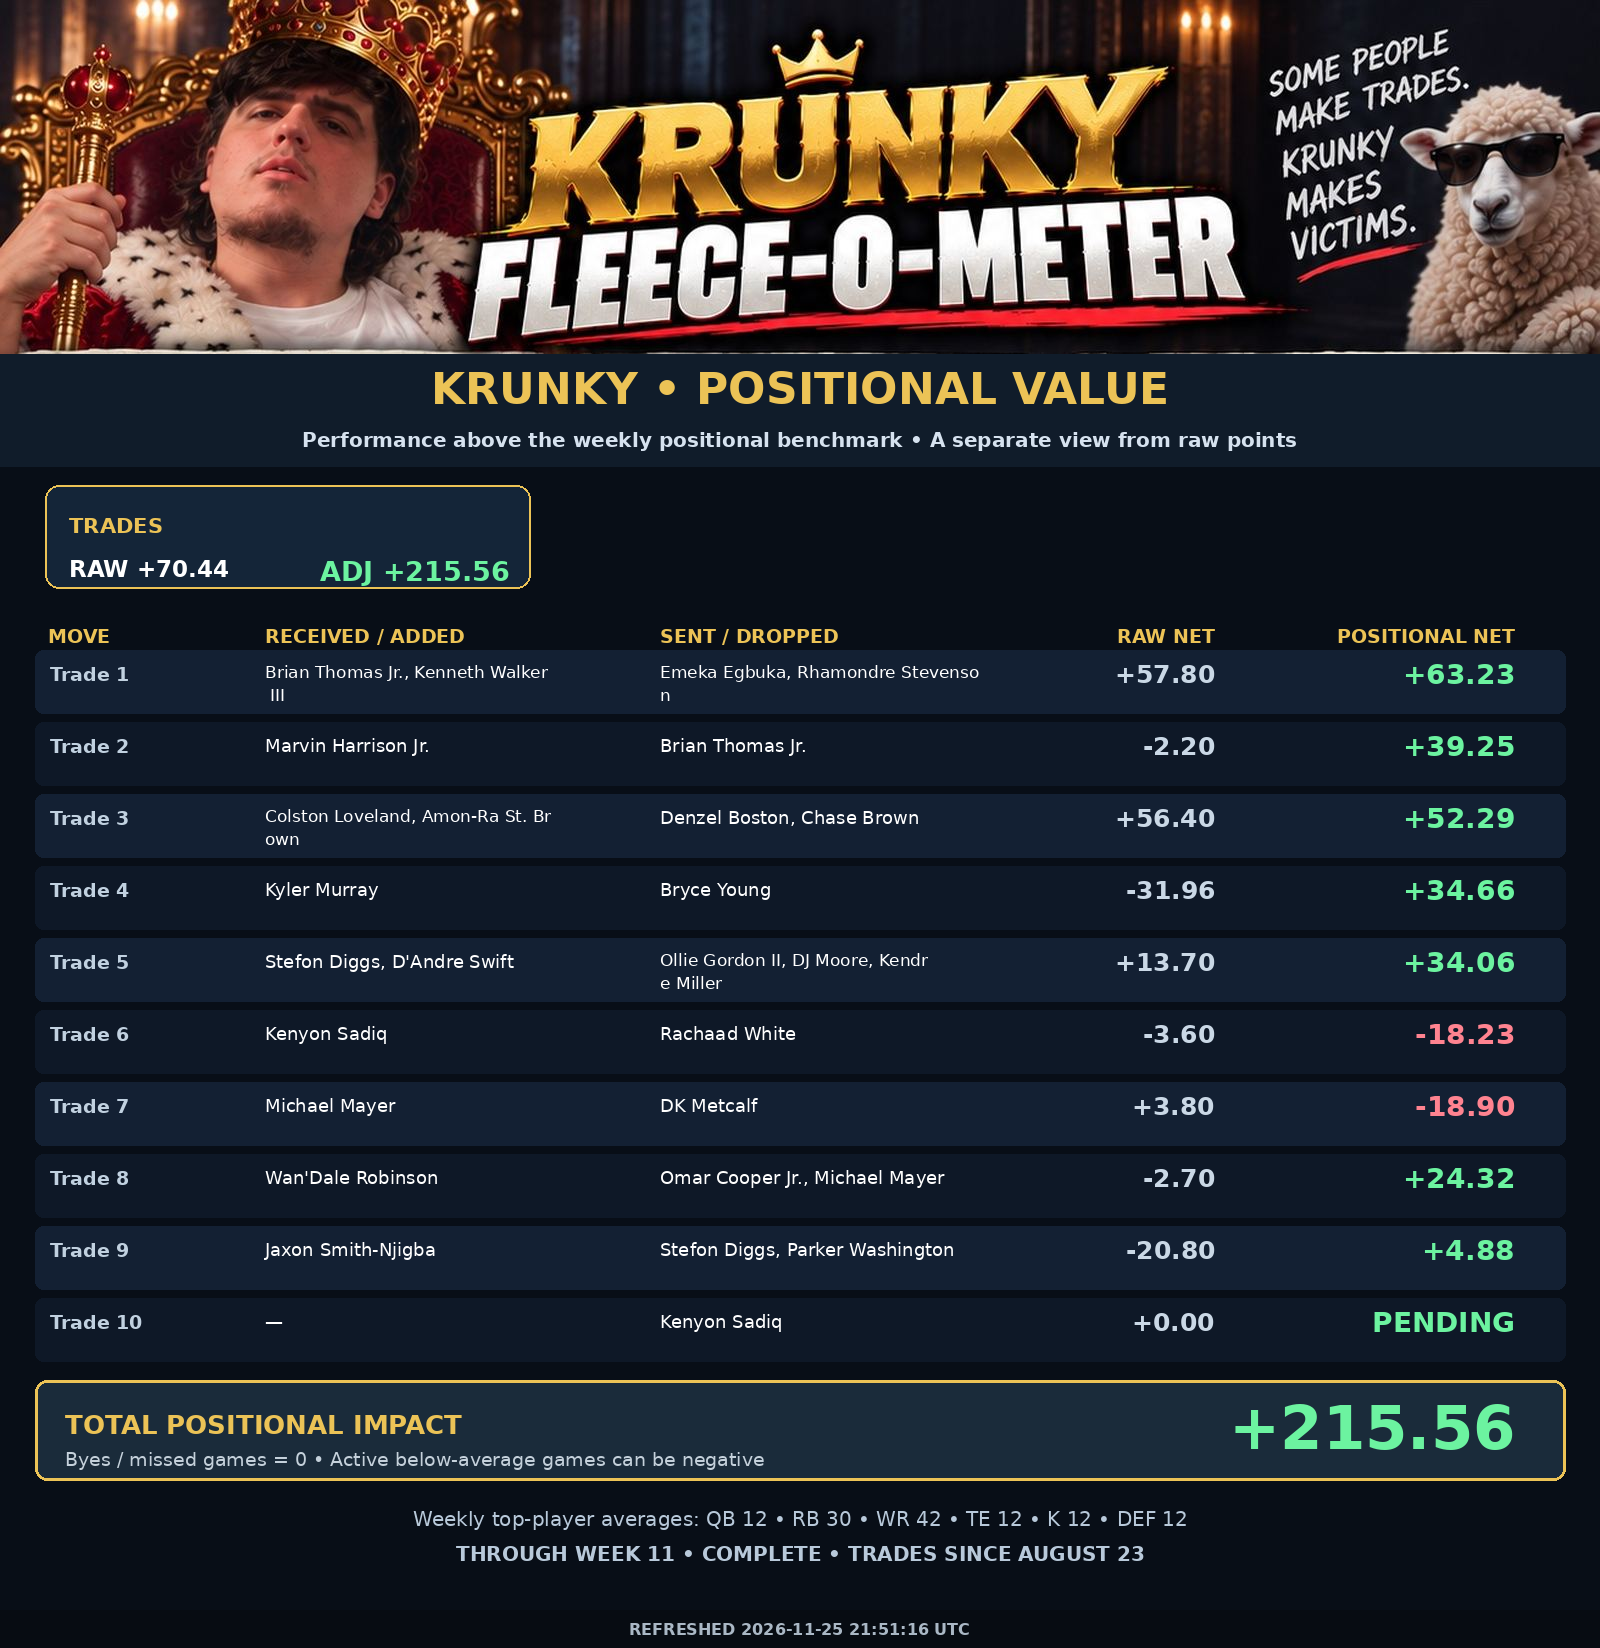 KRUNKY
FLEECE-O-METER
SOME PEOPLE
MAKE TRADES.
KRUNKY
MAKES
VICTIMS.
KRUNKY • POSITIONAL VALUE
Performance above the weekly positional benchmark • A separate view from raw points
TRADES
RAW +70.44 ADJ +215.56
MOVE RECEIVED / ADDED SENT / DROPPED RAW NET POSITIONAL NET
Trade 1 Brian Thomas Jr., Kenneth Walker Emeka Egbuka, Rhamondre Stevenso +57.80 +63.23
III n
Trade 2 Marvin Harrison Jr. Brian Thomas Jr. -2.20 +39.25
Trade 3 Colston Loveland, Amon-Ra St. Br Denzel Boston, Chase Brown +56.40 +52.29
own
Trade 4 Kyler Murray Bryce Young -31.96 +34.66
Trade 5 Stefon Diggs, D'Andre Swift Ollie Gordon II, DJ Moore, Kendr +13.70 +34.06
e Miller
Trade 6 Kenyon Sadiq Rachaad White -3.60 -18.23
Trade 7 Michael Mayer DK Metcalf +3.80 -18.90
Trade 8 Wan'Dale Robinson Omar Cooper Jr., Michael Mayer -2.70 +24.32
Trade 9 Jaxon Smith-Njigba Stefon Diggs, Parker Washington -20.80 +4.88
Trade 10 — Kenyon Sadiq +0.00 PENDING
TOTAL POSITIONAL IMPACT +215.56
Byes / missed games = 0 • Active below-average games can be negative
Weekly top-player averages: QB 12 • RB 30 • WR 42 • TE 12 • K 12 • DEF 12
THROUGH WEEK 11 • COMPLETE • TRADES SINCE AUGUST 23
REFRESHED 2026-11-25 21:51:16 UTC